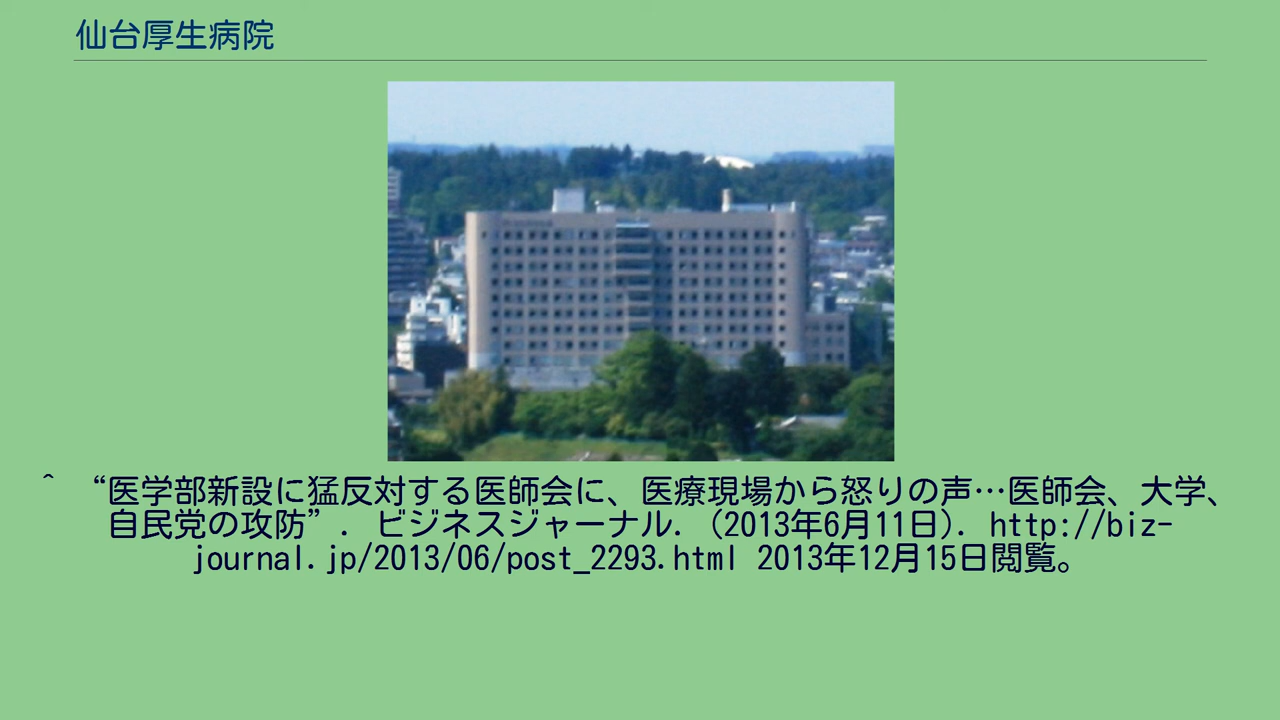 仙台厚生病院
^ “医学部新設に猛反対する医師会に、医療現場から怒りの声…医師会、大学、
自民党の攻防”. ビジネスジャーナル. (2013年6月11日). http://biz-
journal.jp/2013/06/post_2293.html 2013年12月15日閲覧。